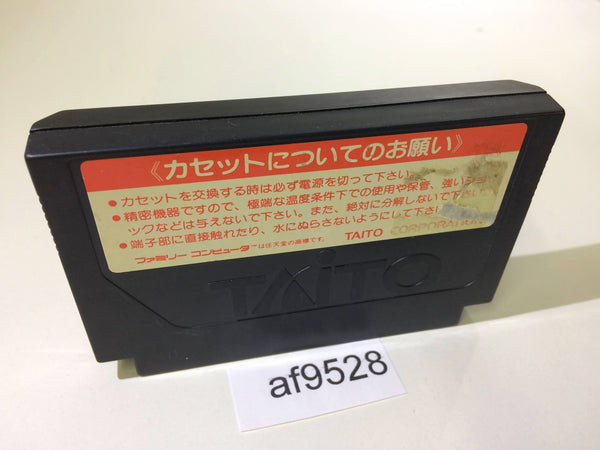 《カセットについてのお願い》
●カセットを交換する時は必ず電源を切って下さい。
●精密機器ですので、極端な温度条件下での使用や保管、強いショ
ックなどは与えないで下さい。また、絶対に分解しないで下さい。
●端子部に直接触れたり、水にぬらさないようにして下さい。
ファミリー コンピュータ™は任天堂の商標です。 TAITO CORPORATION
TAITO
af9528